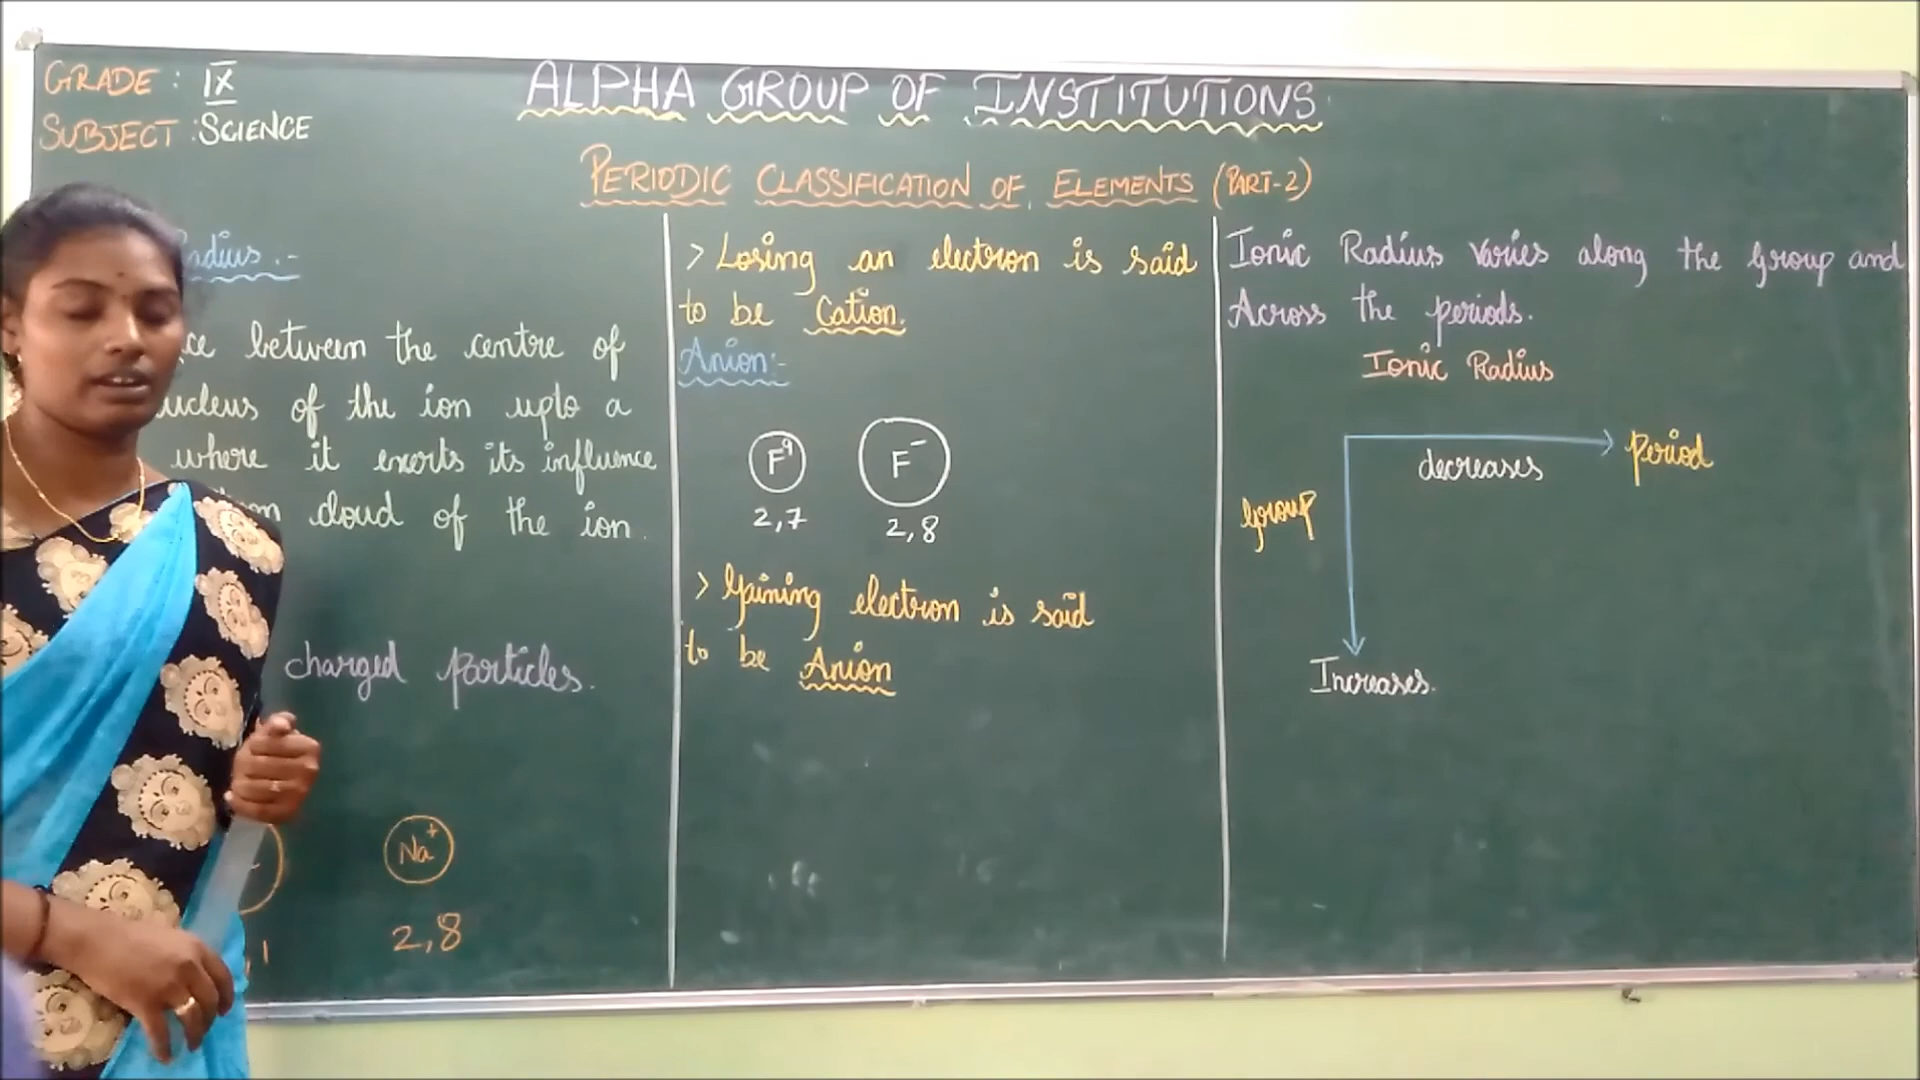 GRADE : IX
SUBJECT : SCIENCE
ALPHA GROUP OF INSTITUTIONS
PERIODIC CLASSIFICATION OF ELEMENTS (PART-2)
between the centre of
of the ion upto a
where it exerts its influence
cloud of the ion.
charged particles.
Na+
2,8
> Losing an electron is said
to be Cation.
Anion:-
F9 F-
2,7 2,8
> Gaining electron is said
to be Anion
Ionic Radius varies along the group and
Across the periods.
Ionic Radius
period
decreases
group
Increases.